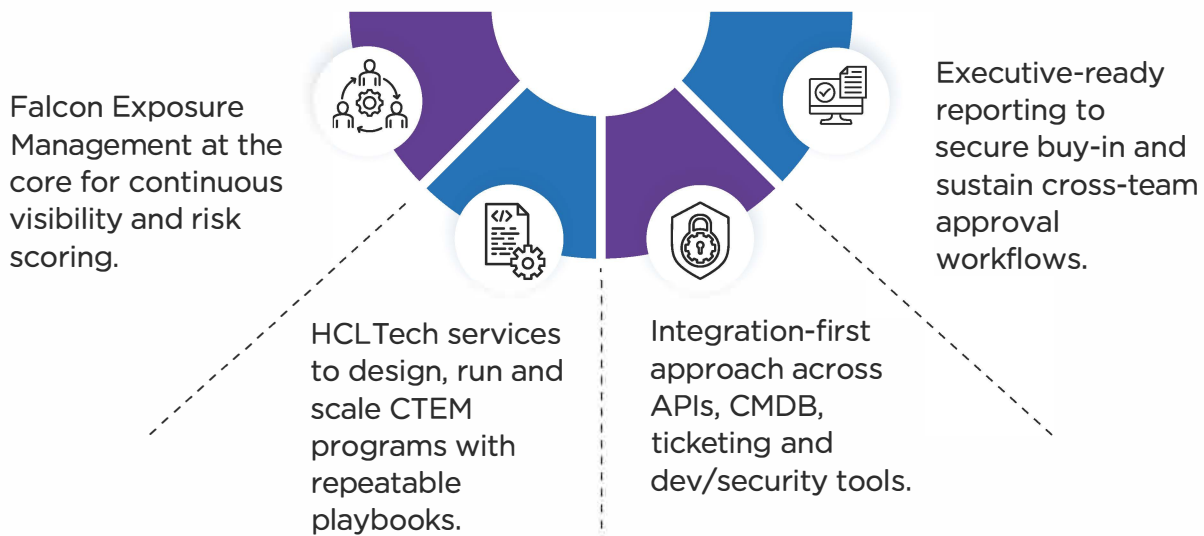 Falcon Exposure
Management at the
core for continuous
visibility and risk
scoring.
HCLTech services
to design, run and
scale CTEM
programs with
repeatable
playbooks.
Integration-first
approach across
APIs, CMDB,
ticketing and
dev/security tools.
Executive-ready
reporting to
secure buy-in and
sustain cross-team
approval
workflows.